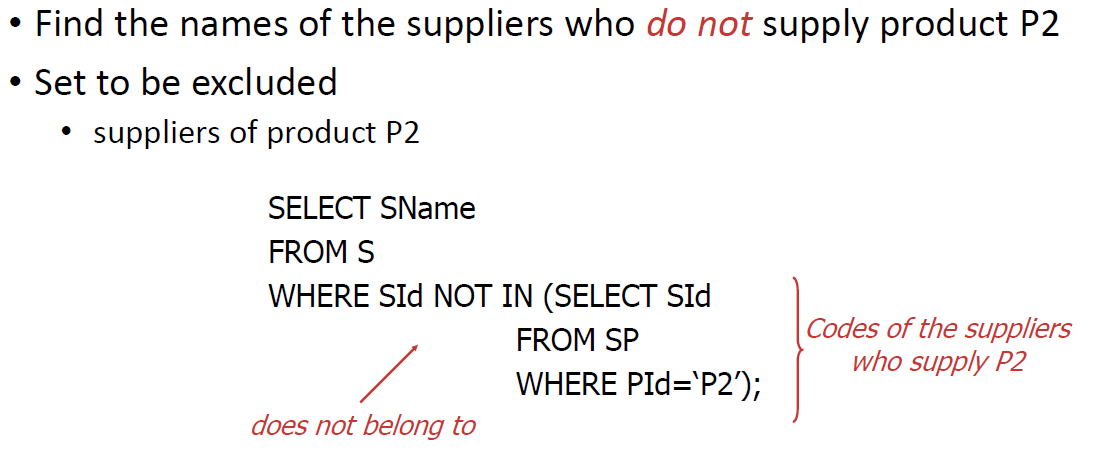 • Find the names of the suppliers who do not supply product P2
• Set to be excluded
• suppliers of product P2
SELECT SName
FROM S
WHERE SId NOT IN (SELECT SId
FROM SP
WHERE PId=‘P2’);
Codes of the suppliers
who supply P2
does not belong to